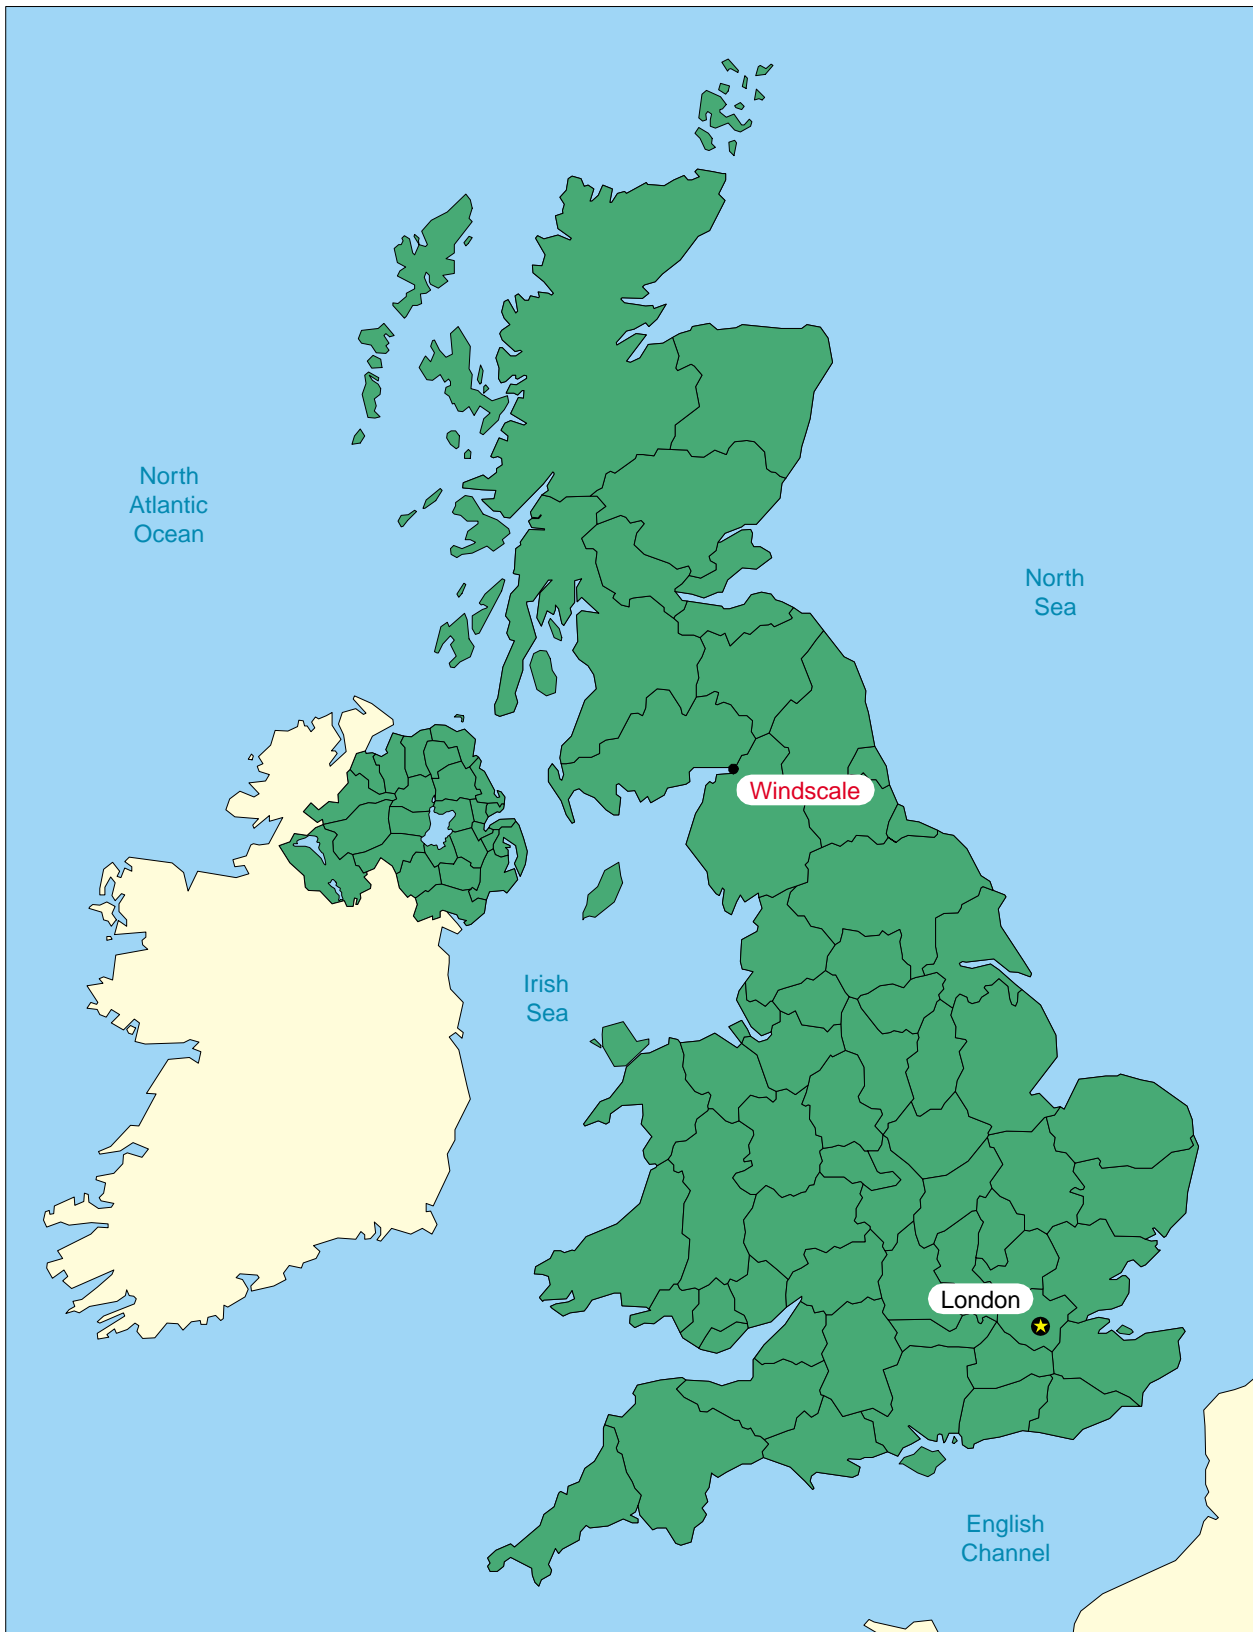 North
Atlantic
Ocean
North
Sea
Windscale
Irish
Sea
London
English
Channel